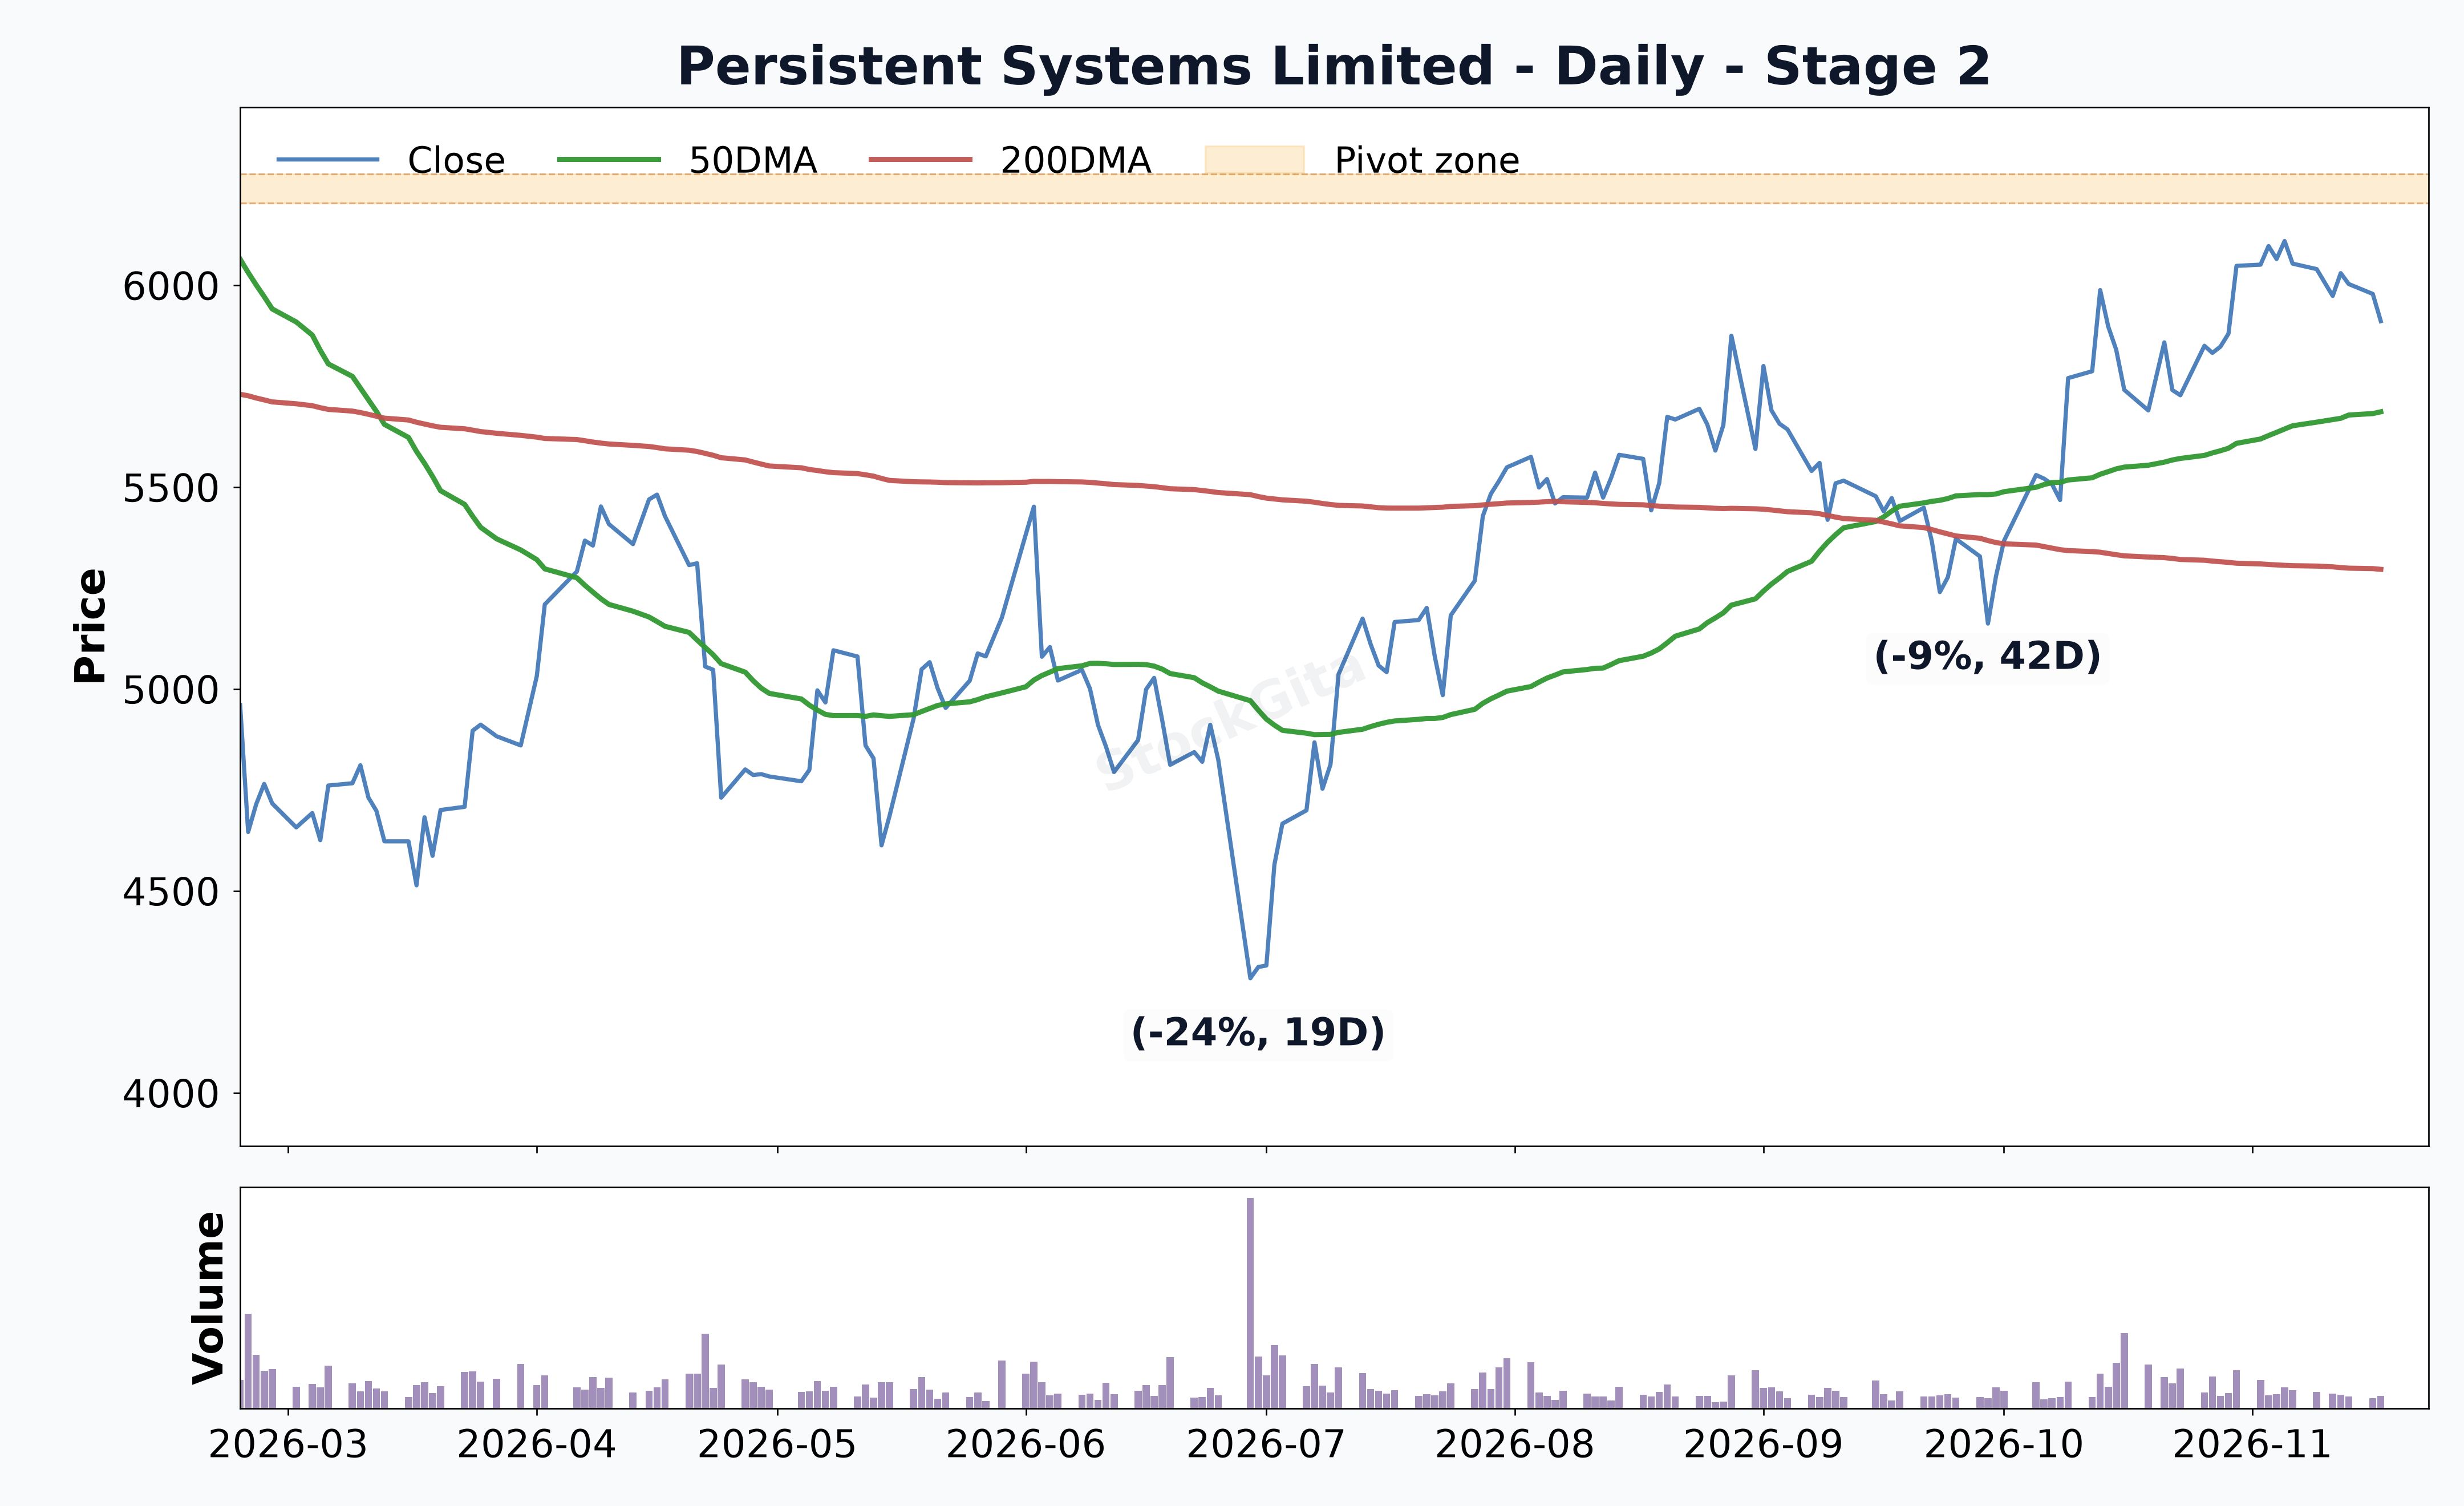 Persistent Systems Limited - Daily - Stage 2
Close 50DMA 200DMA Pivot zone
6000
5500
5000
4500
4000
Price
StockGita
(-9%, 42D)
(-24%, 19D)
Volume
2026-03 2026-04 2026-05 2026-06 2026-07 2026-08 2026-09 2026-10 2026-11